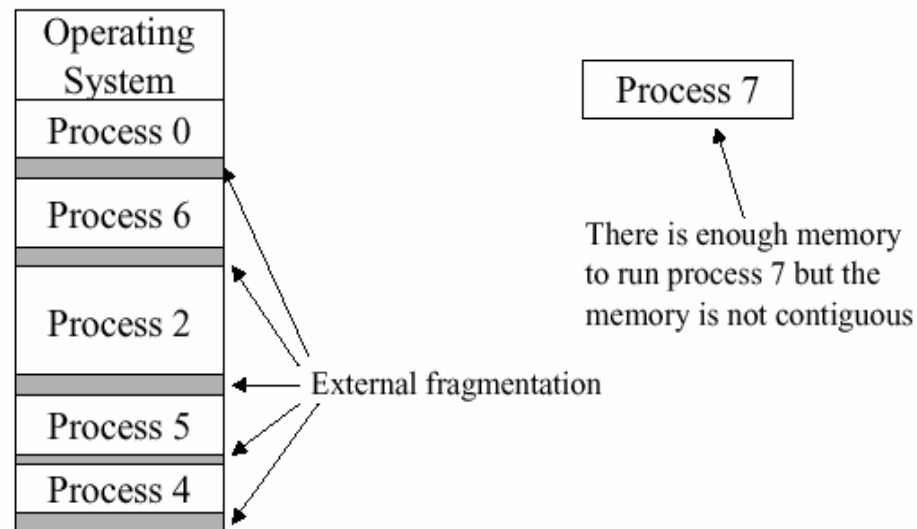 Operating
System
Process 0
Process 6
Process 2
Process 5
Process 4
External fragmentation
Process 7
There is enough memory
to run process 7 but the
memory is not contiguous